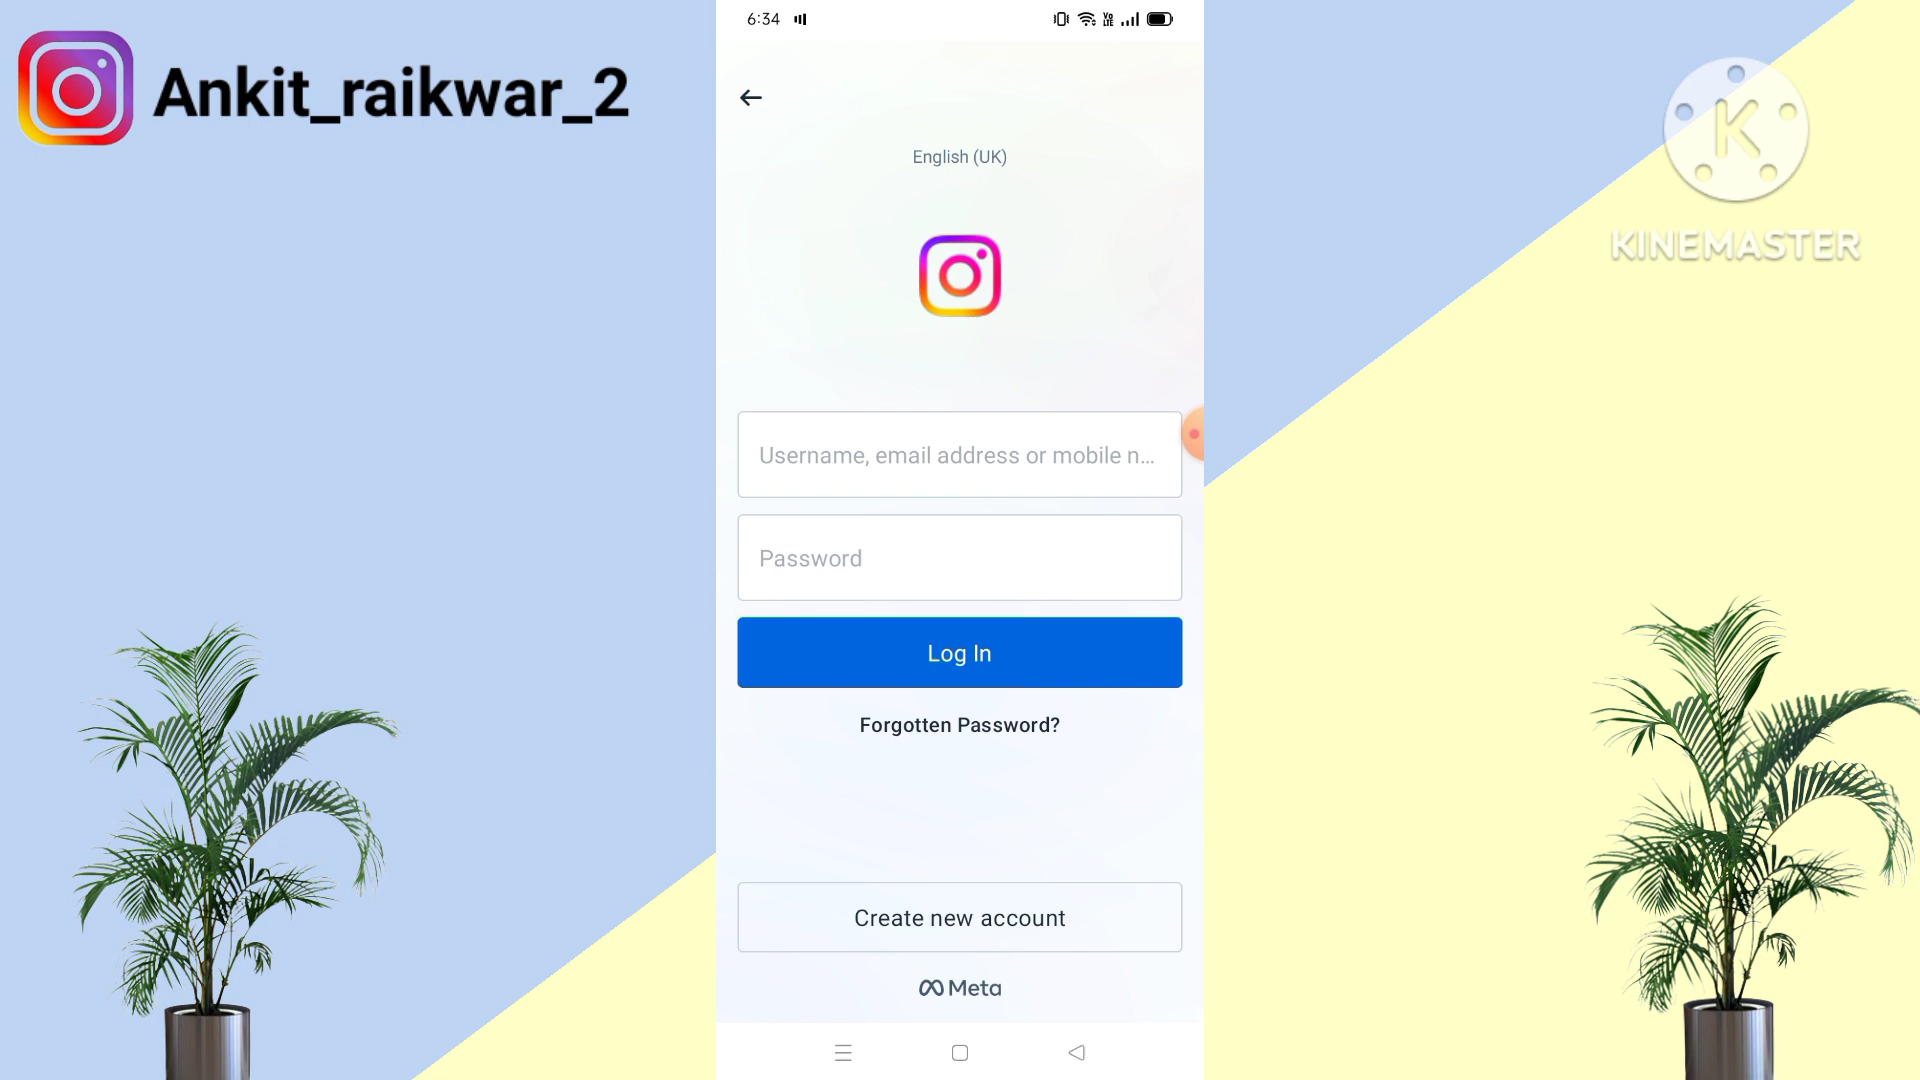 Ankit_raikwar_2
6:34
English (UK)
KINEMASTER
Username, email address or mobile n...
Password
Log In
Forgotten Password?
Create new account
Meta